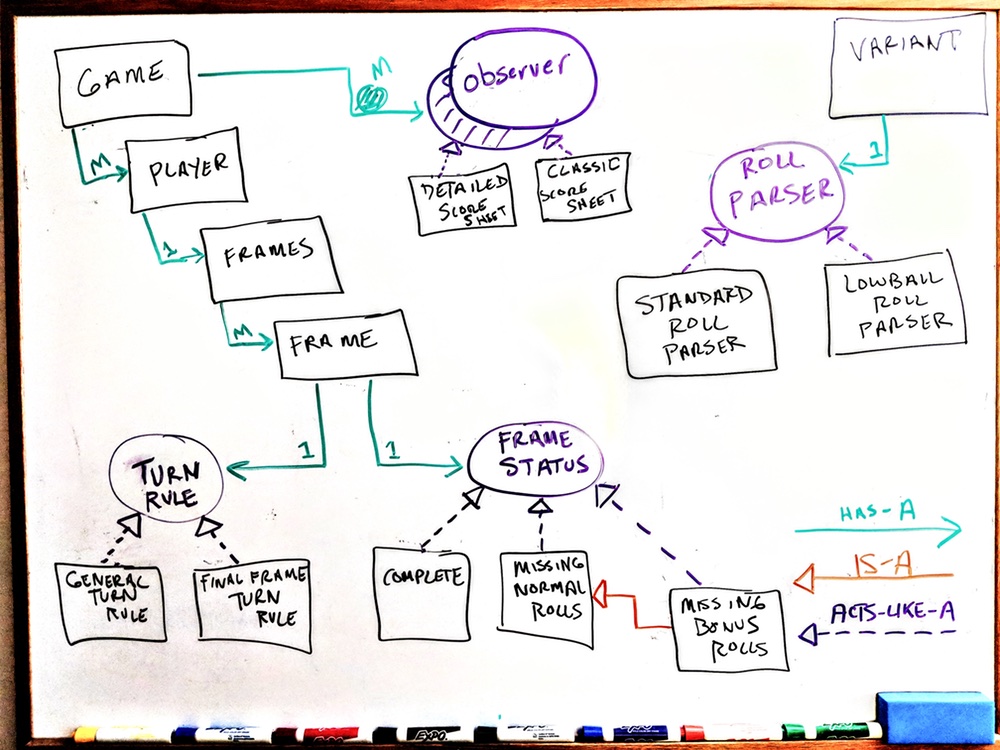 GAME
M
observer
VARIANT
M
PLAYER
DETAILED
SCORE
SHEET
CLASSIC
SCORE
SHEET
1
ROLL
PARSER
1
FRAMES
STANDARD
ROLL
PARSER
LOWBALL
ROLL
PARSER
M
FRAME
1
1
TURN
RULE
FRAME
STATUS
GENERAL
TURN
RULE
FINAL FRAME
TURN
RULE
COMPLETE
MISSING
NORMAL
ROLLS
MISSING
BONUS
ROLLS
HAS-A
IS-A
ACTS-LIKE-A
EXPO